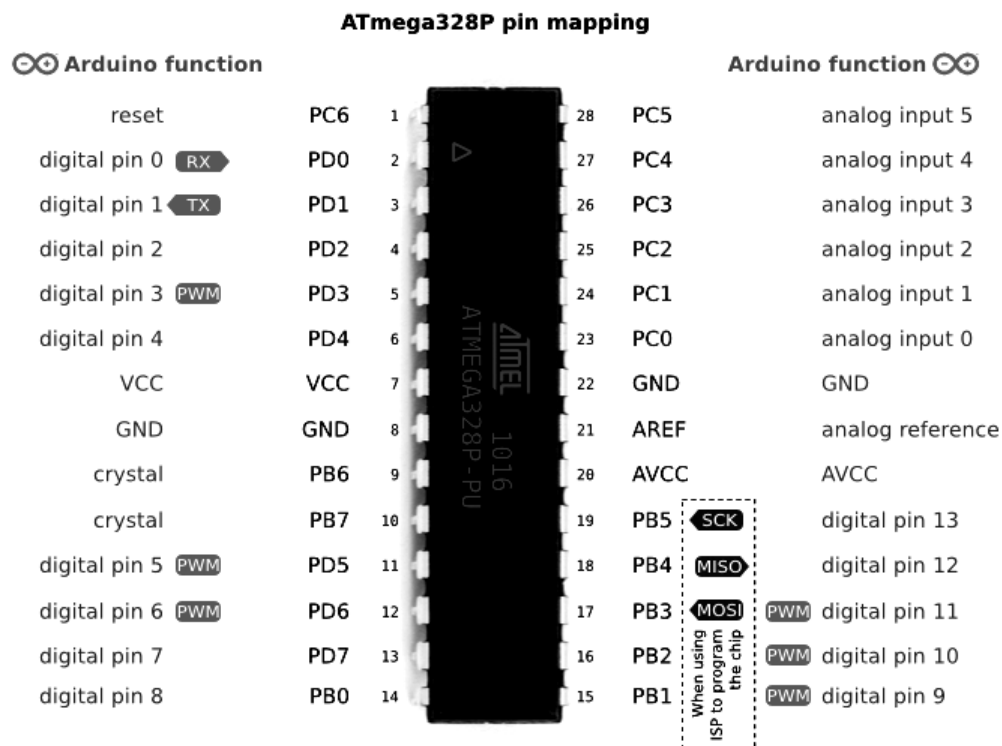 ATmega328P pin mapping
Arduino function Arduino function
reset PC6 1 28 PC5 analog input 5
digital pin 0 RX PD0 2 27 PC4 analog input 4
digital pin 1 TX PD1 3 26 PC3 analog input 3
digital pin 2 PD2 4 25 PC2 analog input 2
digital pin 3 PWM PD3 5 24 PC1 analog input 1
digital pin 4 PD4 6 23 PC0 analog input 0
VCC VCC 7 22 GND GND
GND GND 8 21 AREF analog reference
crystal PB6 9 20 AVCC AVCC
crystal PB7 10 19 PB5 SCK digital pin 13
digital pin 5 PWM PD5 11 18 PB4 MISO digital pin 12
digital pin 6 PWM PD6 12 17 PB3 MOSI PWM digital pin 11
digital pin 7 PD7 13 16 PB2 PWM digital pin 10
digital pin 8 PB0 14 15 PB1 PWM digital pin 9
When using
ISP to program
the chip
ATMEL
1016
ATMEGA328P-PU